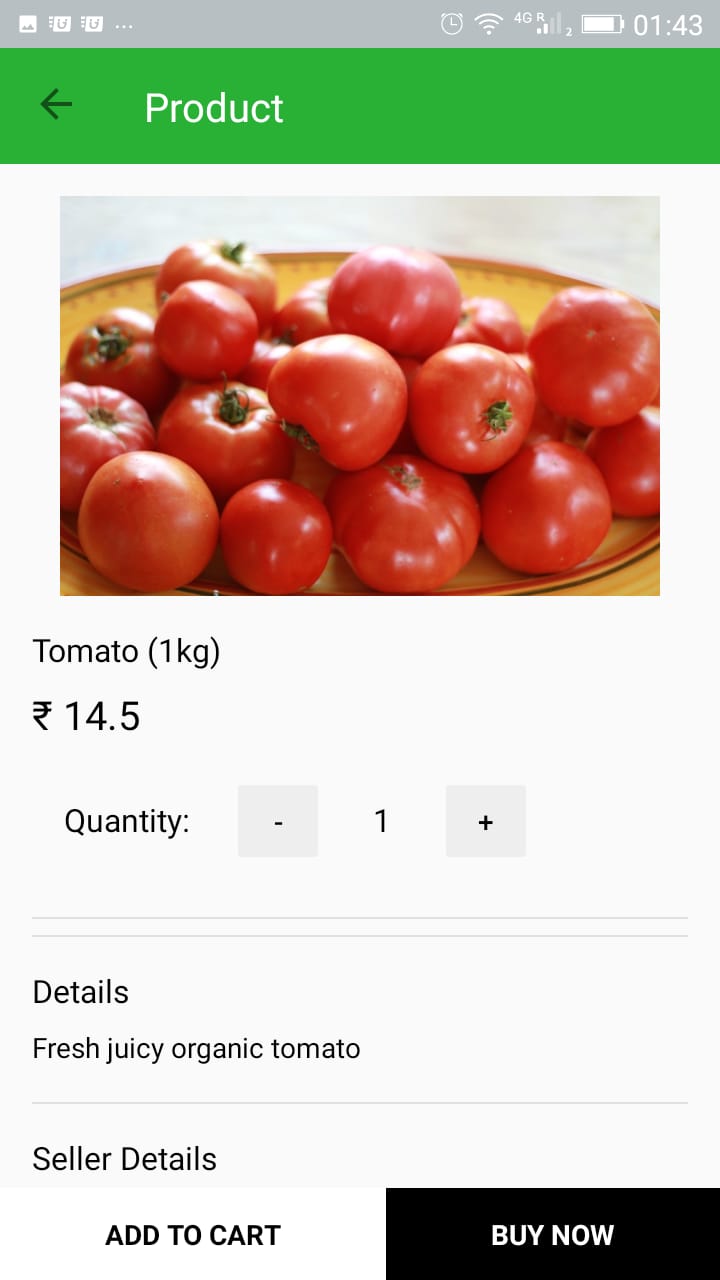 4G R 2 01:43
Product
Tomato (1kg)
₹ 14.5
Quantity: - 1 +
Details
Fresh juicy organic tomato
Seller Details
ADD TO CART BUY NOW